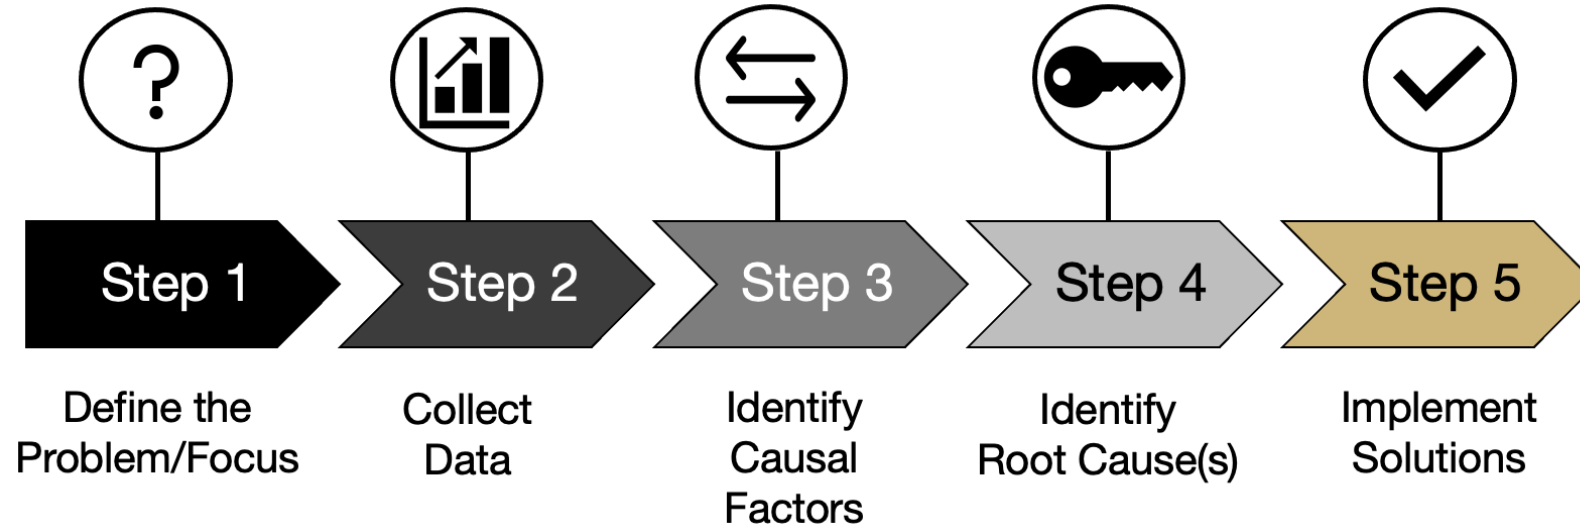 Step 1
Step 2
Step 3
Step 4
Step 5
Define the
Problem/Focus
Collect
Data
Identify
Causal
Factors
Identify
Root Cause(s)
Implement
Solutions